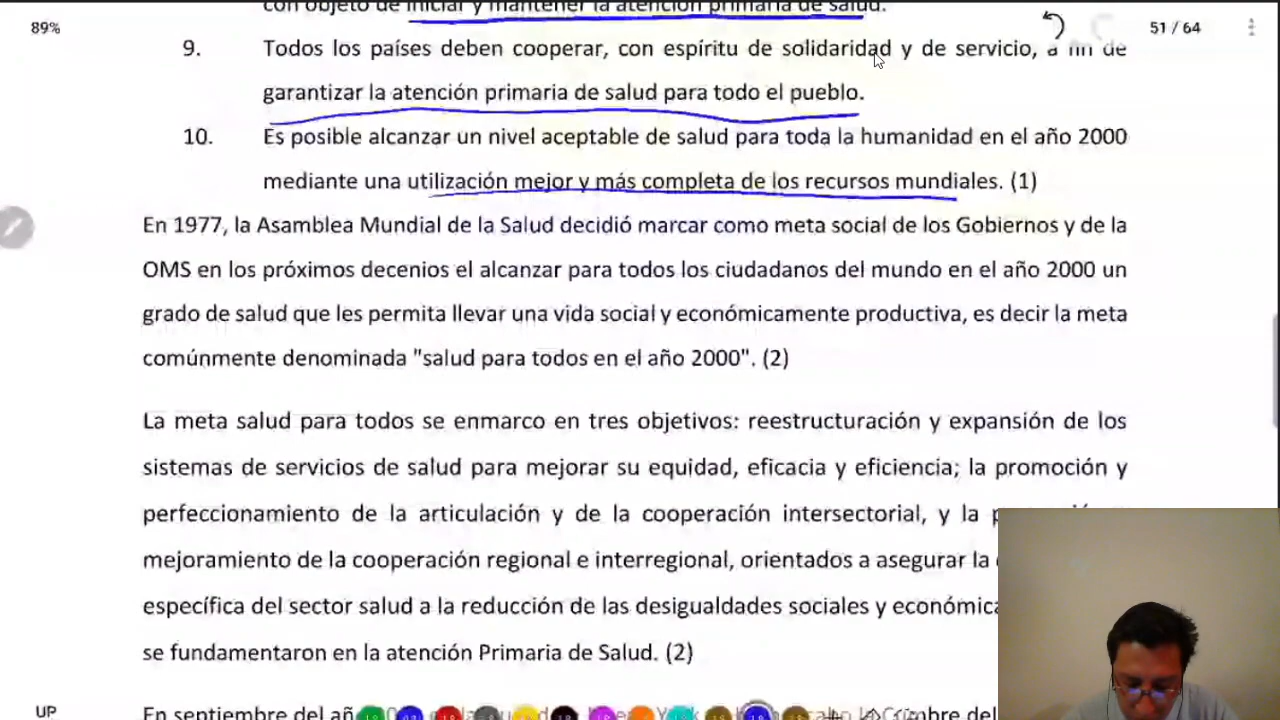 con objeto de iniciar y mantener la atención primaria de salud.
89%
51 / 64
9. Todos los países deben cooperar, con espíritu de solidaridad y de servicio, a fin de
garantizar la atención primaria de salud para todo el pueblo.
10. Es posible alcanzar un nivel aceptable de salud para toda la humanidad en el año 2000
mediante una utilización mejor y más completa de los recursos mundiales. (1)
En 1977, la Asamblea Mundial de la Salud decidió marcar como meta social de los Gobiernos y de la
OMS en los próximos decenios el alcanzar para todos los ciudadanos del mundo en el año 2000 un
grado de salud que les permita llevar una vida social y económicamente productiva, es decir la meta
comúnmente denominada "salud para todos en el año 2000". (2)
La meta salud para todos se enmarco en tres objetivos: reestructuración y expansión de los
sistemas de servicios de salud para mejorar su equidad, eficacia y eficiencia; la promoción y
perfeccionamiento de la articulación y de la cooperación intersectorial, y la
mejoramiento de la cooperación regional e interregional, orientados a asegurar la
específica del sector salud a la reducción de las desigualdades sociales y económica
se fundamentaron en la atención Primaria de Salud. (2)
UP
En septiembre del